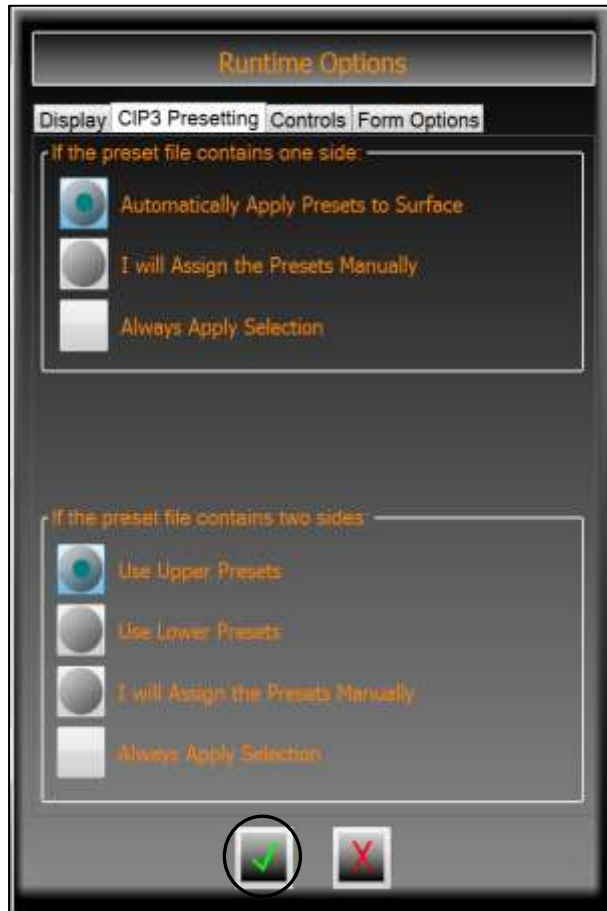 Runtime Options
Display CIP3 Presetting Controls Form Options
If the preset file contains one side:
Automatically Apply Presets to Surface
I will Assign the Presets Manually
Always Apply Selection
If the preset file contains two sides
Use Upper Presets
Use Lower Presets
I will Assign the Presets Manually
Always Apply Selection